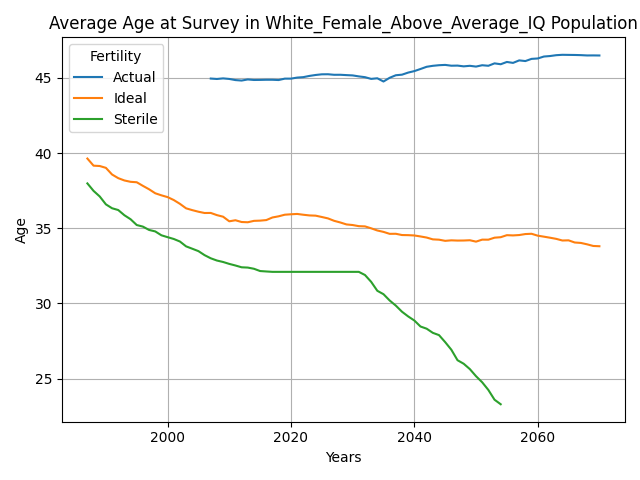 Average Age at Survey in White_Female_Above_Average_IQ Population
Fertility
Actual
Ideal
Sterile
45
40
35
30
25
Age
2000
2020
2040
2060
Years